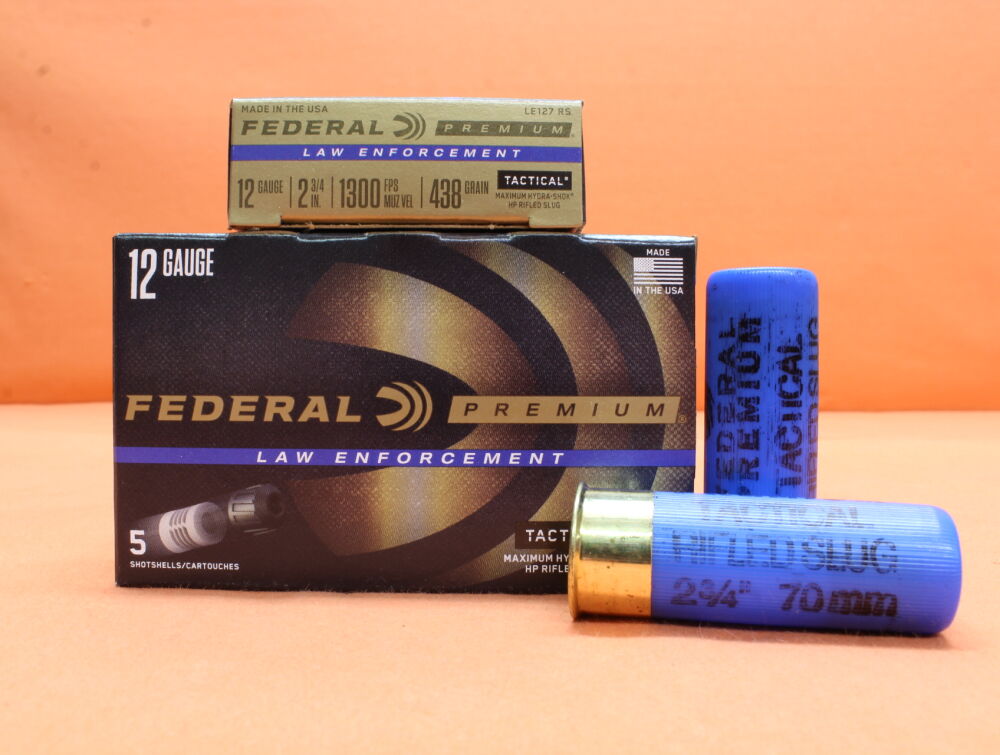 MADE IN THE USA
LE127 RS
FEDERAL PREMIUM
LAW ENFORCEMENT
12 GAUGE 2 3/4 IN. 1300 FPS MUZ VEL 438 GRAIN
TACTICAL®
MAXIMUM HYDRA-SHOK®
HP RIFLED SLUG
12 GAUGE
MADE
IN THE USA
FEDERAL PREMIUM®
LAW ENFORCEMENT
5
SHOTSHELLS/CARTOUCHES
TACT
MAXIMUM HY
HP RIFLE
FEDERAL
PREMIUM
TACTICAL
TACTICAL
RIFLED SLUG
2¾" 70mm